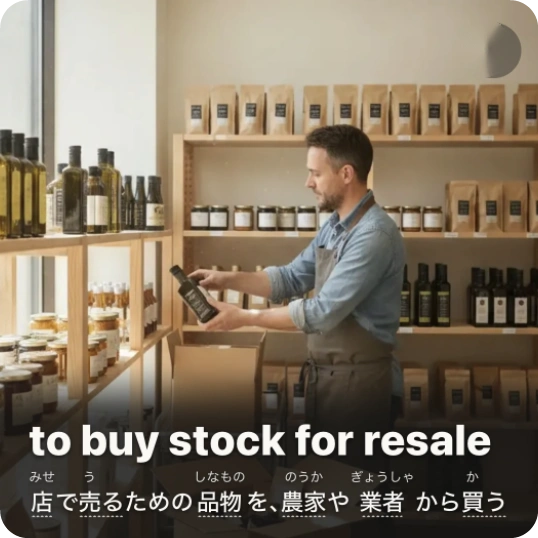 to buy stock for resale
みせ う しなもの のうか ぎょうしゃ か
店で売るための品物を、農家や業者から買う